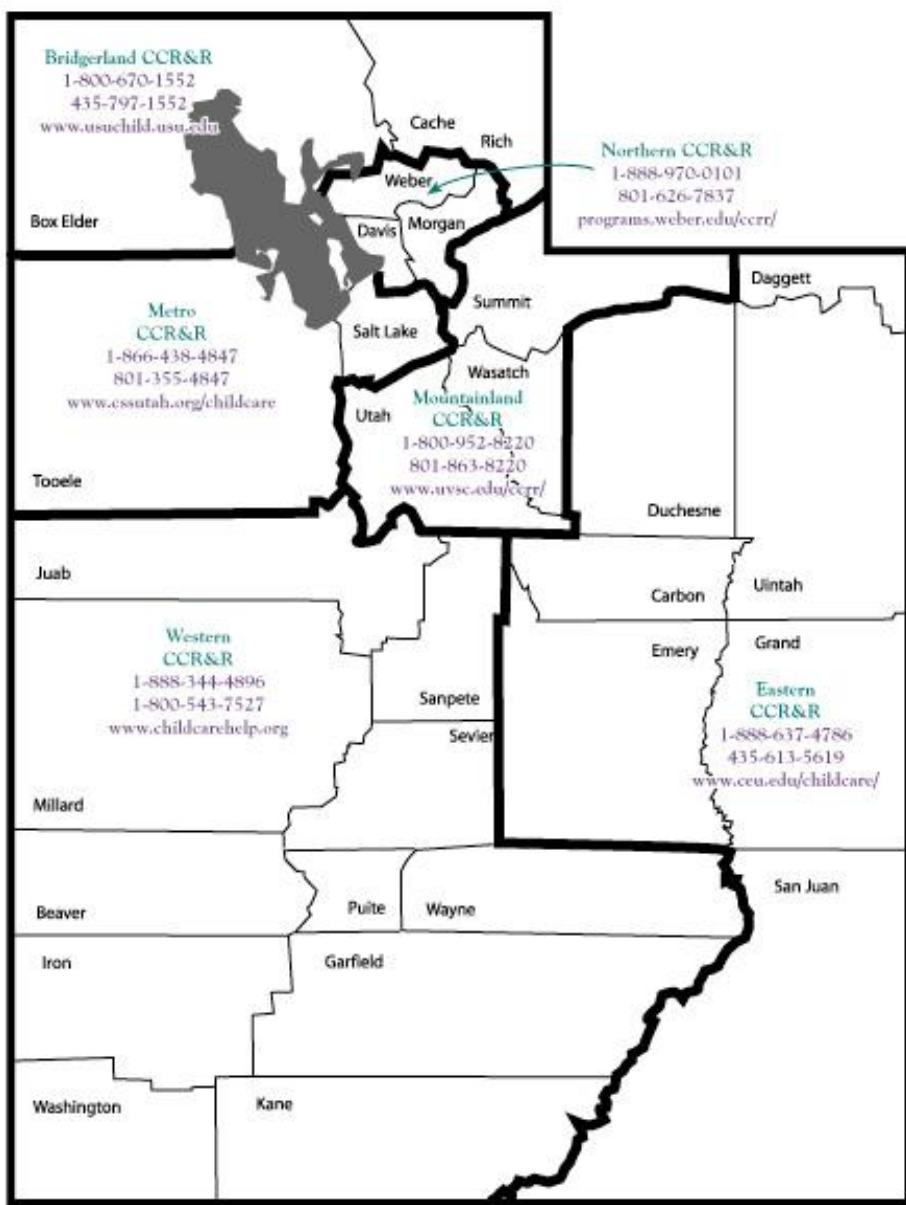 Bridgerland CCR&R
1-800-670-1552
435-797-1552
www.usuchild.usu.edu
Cache
Rich
Northern CCR&R
1-888-970-0101
801-626-7837
programs.weber.edu/ccrr/
Weber
Box Elder
Davis
Morgan
Daggett
Summit
Metro
CCR&R
1-866-438-4847
801-355-4847
www.cssutah.org/childcare
Salt Lake
Wasatch
Utah
Mountainland
CCR&R
1-800-952-8220
801-863-8220
www.uvsc.edu/ccrr/
Tooele
Duchesne
Juab
Carbon
Uintah
Western
CCR&R
1-888-344-4896
1-800-543-7527
www.childcarehelp.org
Emery
Grand
Sanpete
Sevier
Eastern
CCR&R
1-888-637-4786
435-613-5619
www.ceu.edu/childcare/
Millard
San Juan
Beaver
Puite
Wayne
Iron
Garfield
Washington
Kane